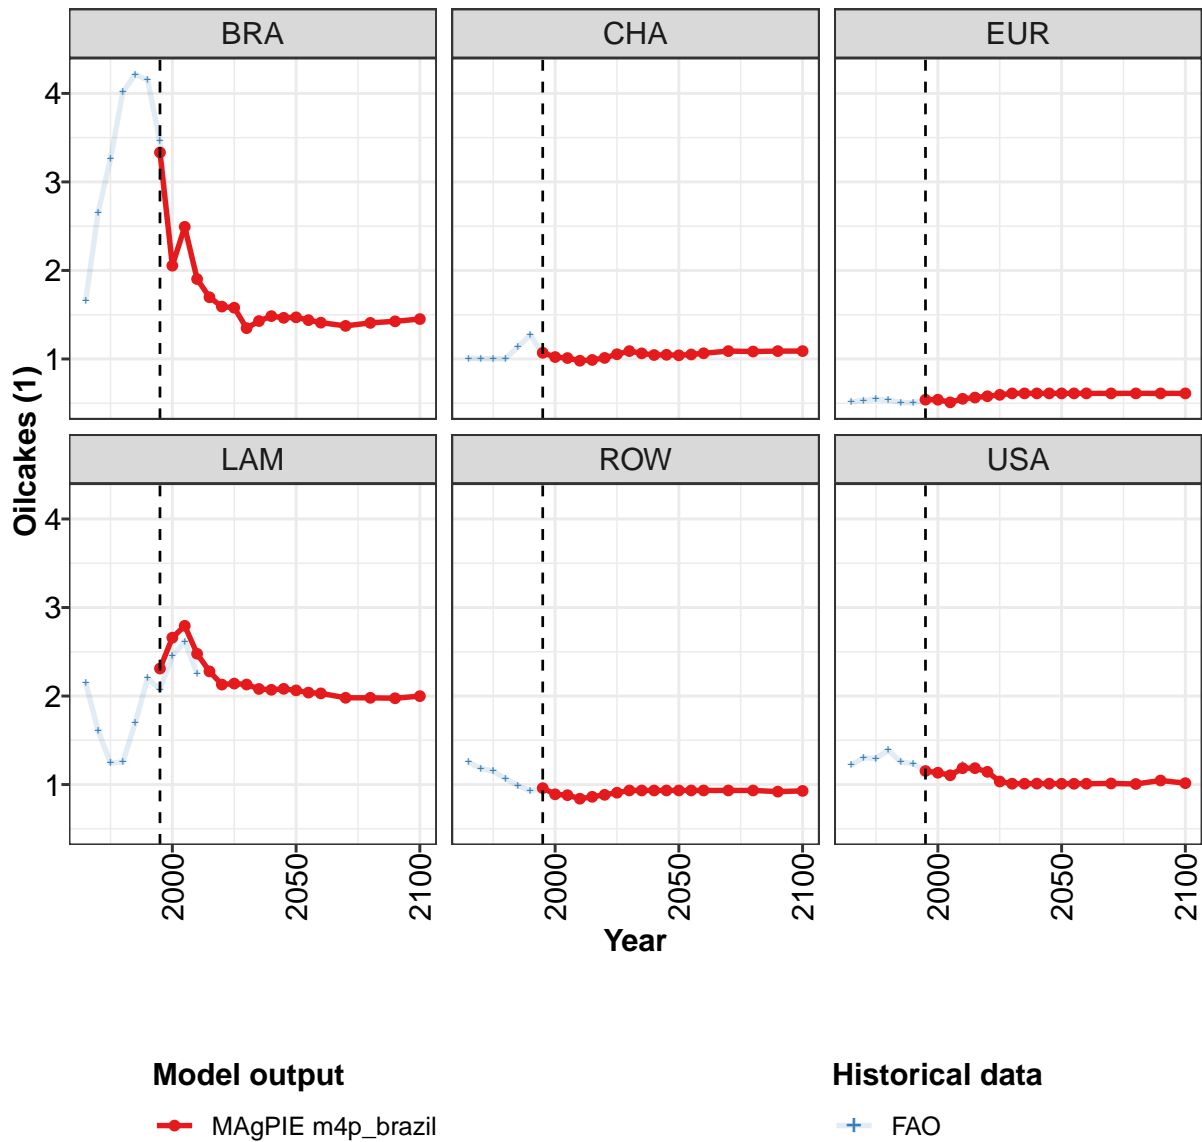 BRA CHA EUR
4
3
2
1
LAM ROW USA
4
3
2
1
Oilcakes (1)
2000 2050 2100 2000 2050 2100 2000 2050 2100
Year
Model output Historical data
MAgPIE m4p_brazil FAO